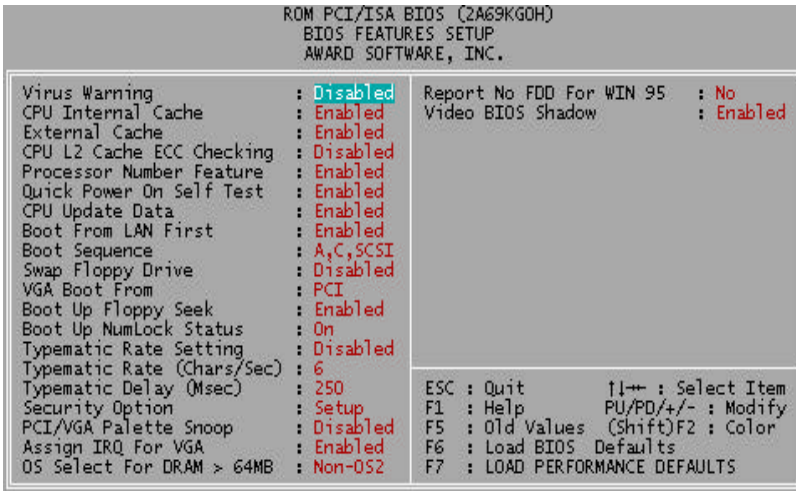 ROM PCI/ISA BIOS (2A69KG0H)
BIOS FEATURES SETUP
AWARD SOFTWARE, INC.
Virus Warning : Disabled
CPU Internal Cache : Enabled
External Cache : Enabled
CPU L2 Cache ECC Checking : Disabled
Processor Number Feature : Enabled
Quick Power On Self Test : Enabled
CPU Update Data : Enabled
Boot From LAN First : Enabled
Boot Sequence : A,C,SCSI
Swap Floppy Drive : Disabled
VGA Boot From : PCI
Boot Up Floppy Seek : Enabled
Boot Up NumLock Status : On
Typematic Rate Setting : Disabled
Typematic Rate (Chars/Sec) : 6
Typematic Delay (Msec) : 250
Security Option : Setup
PCI/VGA Palette Snoop : Disabled
Assign IRQ For VGA : Enabled
OS Select For DRAM > 64MB : Non-OS2
Report No FDD For WIN 95 : No
Video BIOS Shadow : Enabled
ESC : Quit ↑↓→← : Select Item
F1 : Help PU/PD/+/- : Modify
F5 : Old Values (Shift)F2 : Color
F6 : Load BIOS Defaults
F7 : LOAD PERFORMANCE DEFAULTS